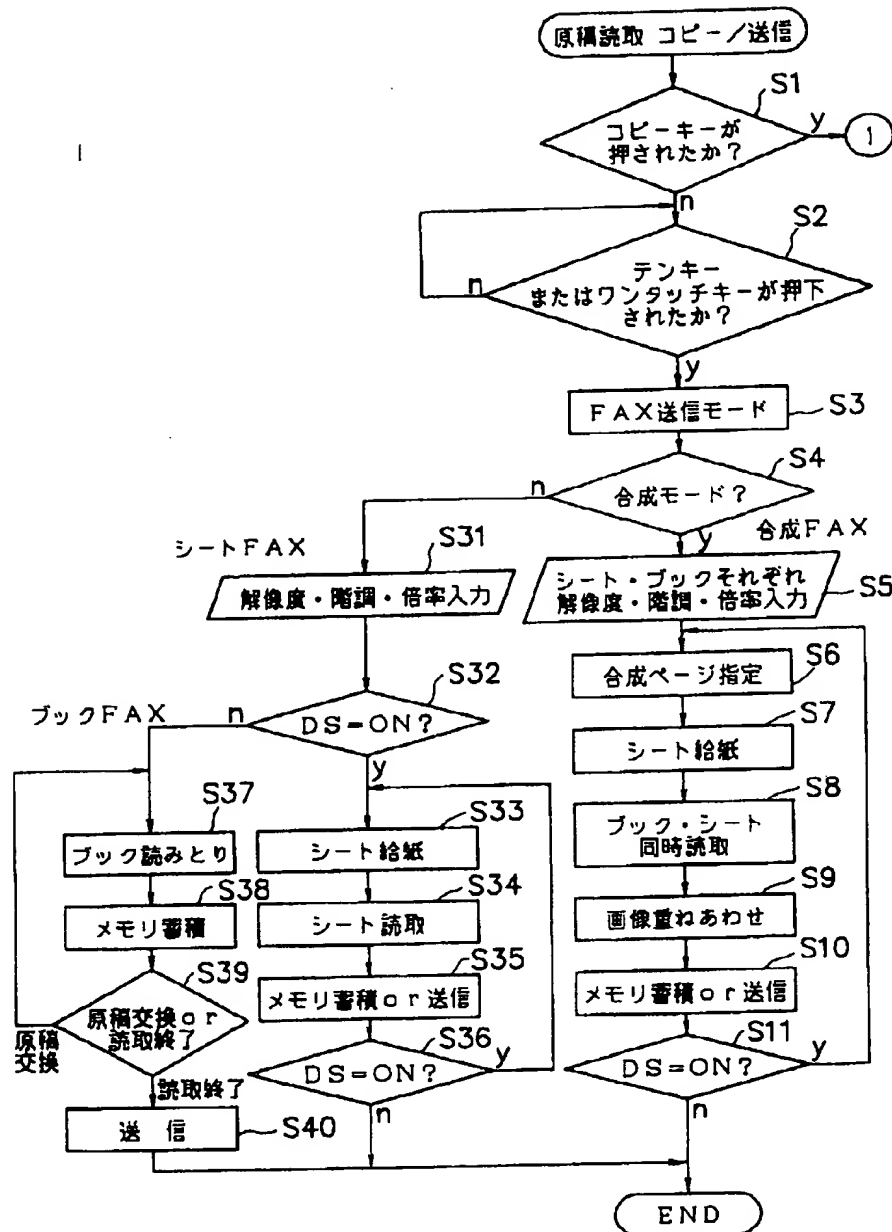 原稿読取 コピー/送信
S1
コピーキーが
押されたか?
y
1
n
S2
テンキー
またはワンタッチキーが押下
されたか?
n
y
FAX送信モード
S3
S4
合成モード?
n
y
合成FAX
シートFAX
S31
解像度・階調・倍率入力
シート・ブックそれぞれ
解像度・階調・倍率入力
S5
S32
DS=ON?
n
y
ブックFAX
S6
合成ページ指定
S7
シート給紙
S8
ブック・シート
同時読取
S9
画像重ねあわせ
S10
メモリ蓄積or送信
S11
DS=ON?
y
n
S33
シート給紙
S34
シート読取
S35
メモリ蓄積or送信
S36
DS=ON?
y
n
S37
ブック読みとり
S38
メモリ蓄積
S39
原稿交換or
読取終了
原稿
交換
読取終了
送 信
S40
END